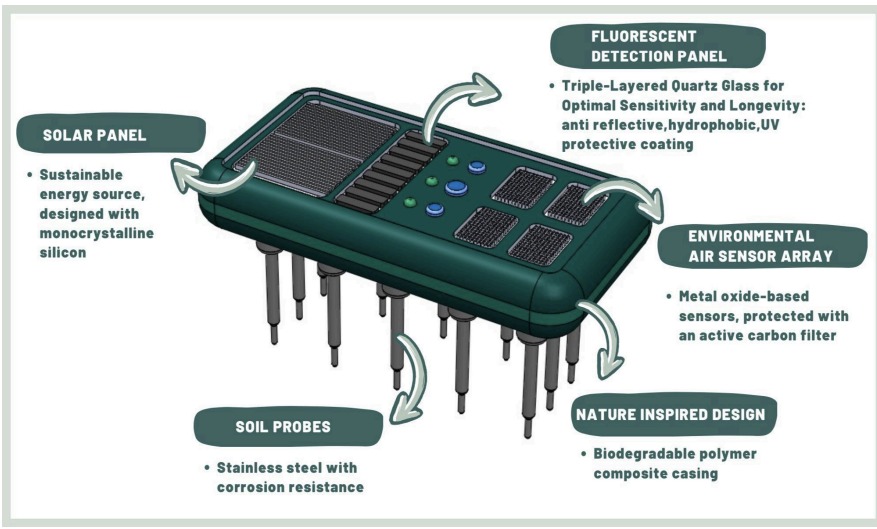 FLUORESCENT
DETECTION PANEL
• Triple-Layered Quartz Glass for
Optimal Sensitivity and Longevity:
anti reflective,hydrophobic,UV
protective coating
SOLAR PANEL
• Sustainable
energy source,
designed with
monocrystalline
silicon
ENVIRONMENTAL
AIR SENSOR ARRAY
• Metal oxide-based
sensors, protected with
an active carbon filter
NATURE INSPIRED DESIGN
• Biodegradable polymer
composite casing
SOIL PROBES
• Stainless steel with
corrosion resistance